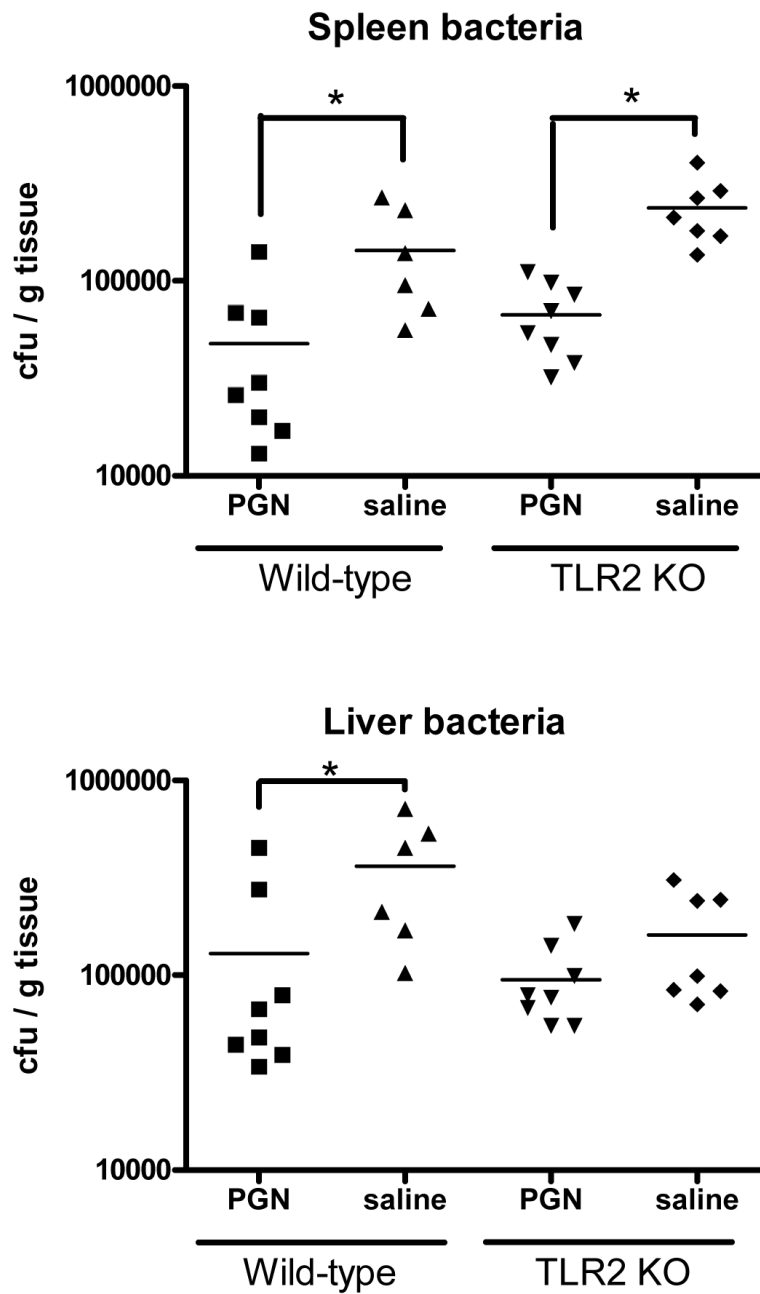 Spleen bacteria
1000000
*
*
cfu / g tissue
100000
10000
PGN saline PGN saline
Wild-type TLR2 KO
Liver bacteria
1000000
*
cfu / g tissue
100000
10000
PGN saline PGN saline
Wild-type TLR2 KO